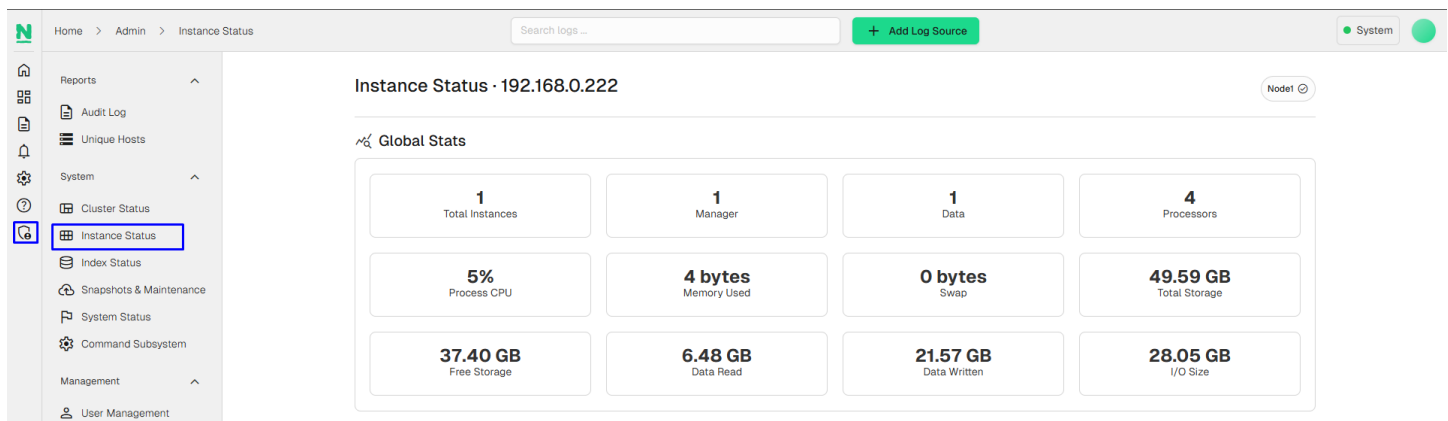 N
Home > Admin > Instance Status
Search logs ...
+ Add Log Source
System
Reports
Audit Log
Unique Hosts
System
Cluster Status
Instance Status
Index Status
Snapshots & Maintenance
System Status
Command Subsystem
Management
User Management
Instance Status · 192.168.0.222
Node1
Global Stats
1
Total Instances
1
Manager
1
Data
4
Processors
5%
Process CPU
4 bytes
Memory Used
0 bytes
Swap
49.59 GB
Total Storage
37.40 GB
Free Storage
6.48 GB
Data Read
21.57 GB
Data Written
28.05 GB
I/O Size